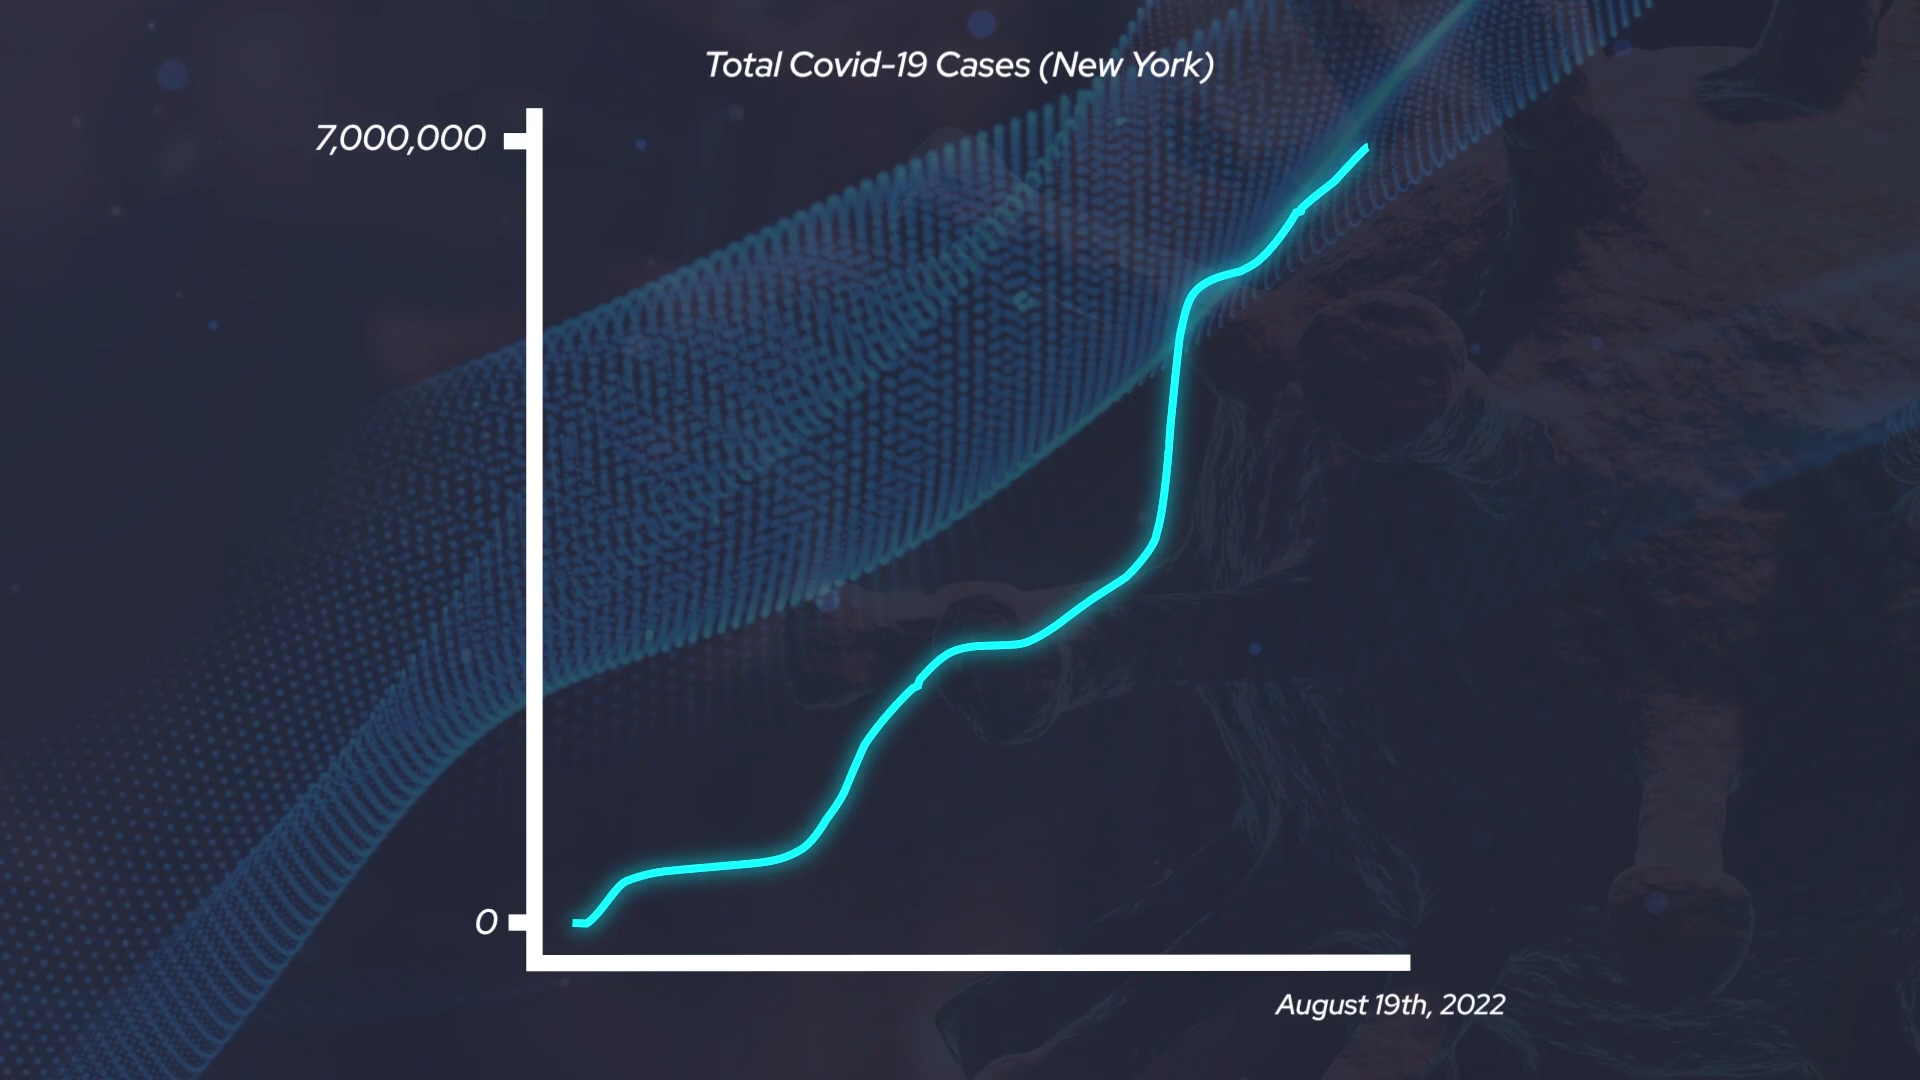 Total Covid-19 Cases (New York)
7,000,000
0
August 19th, 2022